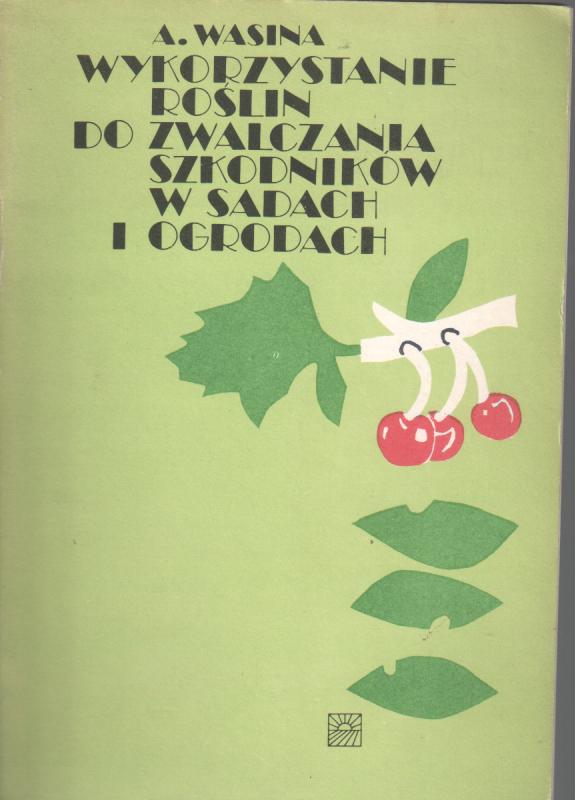 A. WASINA
WYKORZYSTANIE
ROŚLIN
DO ZWALCZANIA
SZKODNIKÓW
W SADACH
I OGRODACH